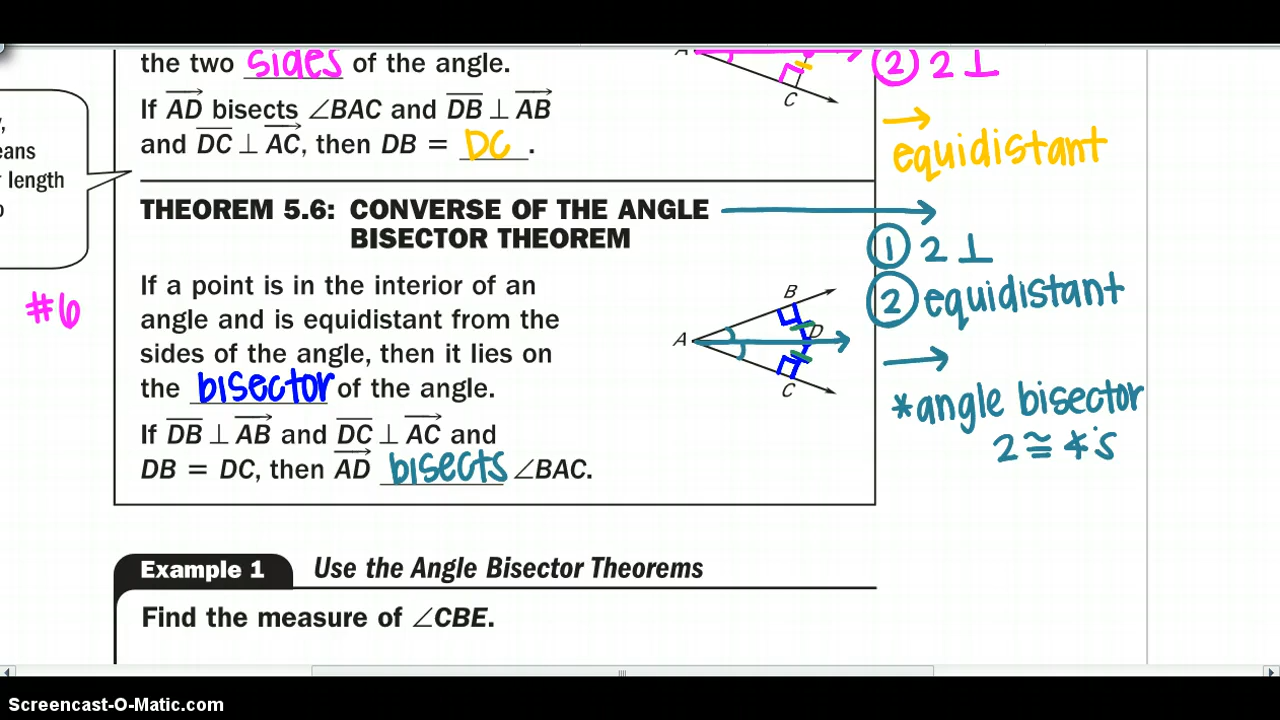 the two sides of the angle.
If AD bisects ∠BAC and DB ⊥ AB
and DC ⊥ AC, then DB = DC.
A
C
② 2 ⊥
→
equidistant
eans
r length
THEOREM 5.6: CONVERSE OF THE ANGLE
BISECTOR THEOREM
→
① 2 ⊥
② equidistant
→
*angle bisector
2 ≅ ∡'s
#6
If a point is in the interior of an
angle and is equidistant from the
sides of the angle, then it lies on
the bisector of the angle.
If DB ⊥ AB and DC ⊥ AC and
DB = DC, then AD bisects ∠BAC.
B
A
D
C
Example 1 Use the Angle Bisector Theorems
Find the measure of ∠CBE.
Screencast-O-Matic.com